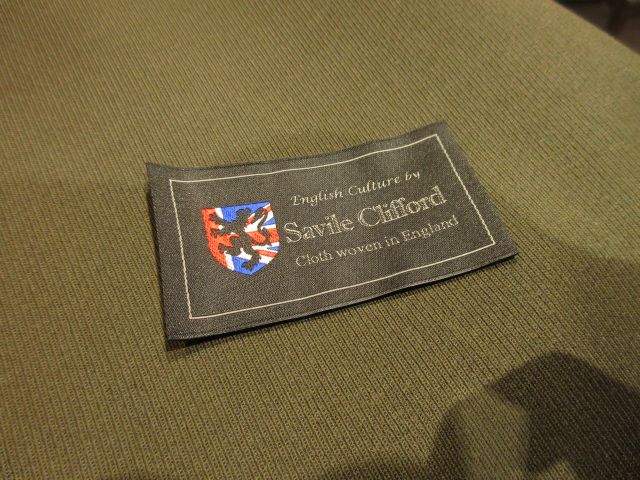 English Culture by
Savile Clifford
Cloth woven in England